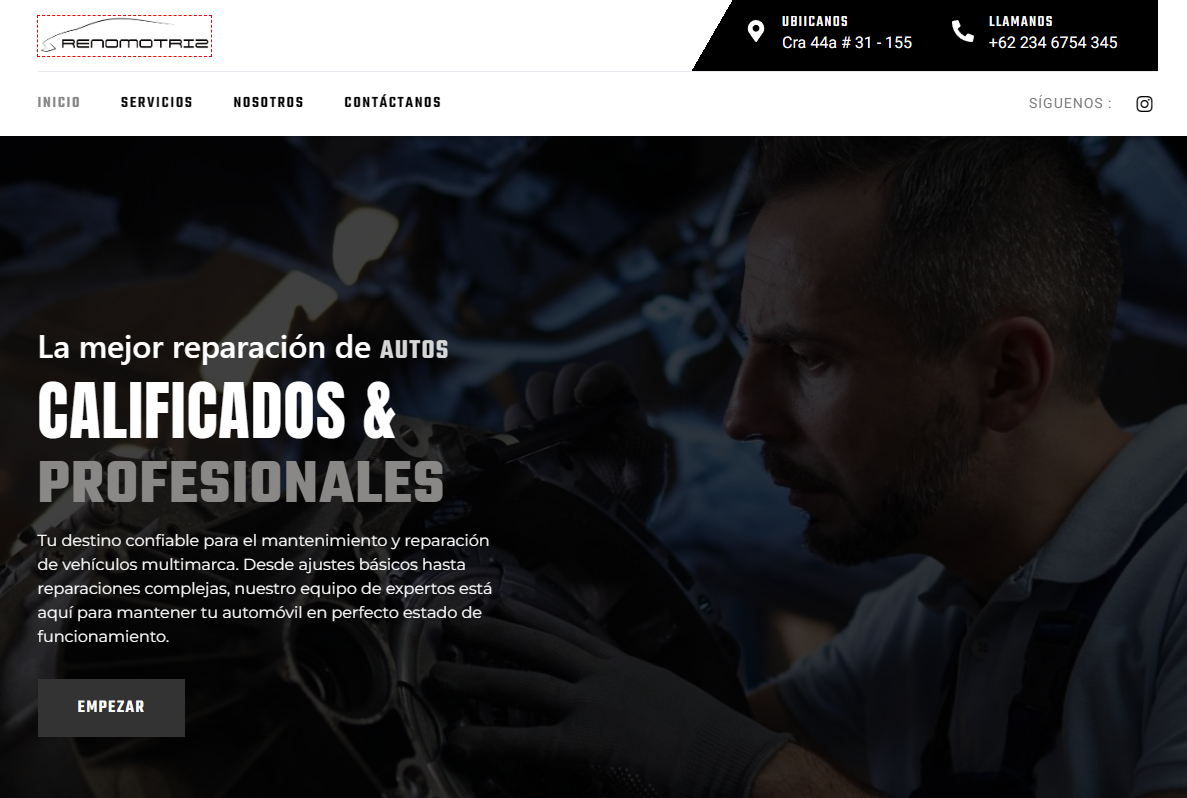 RENOMOTRIZ
UBIICANOS
Cra 44a # 31 - 155
LLAMANOS
+62 234 6754 345
INICIO
SERVICIOS
NOSOTROS
CONTÁCTANOS
SÍGUENOS :
La mejor reparación de AUTOS
CALIFICADOS &
PROFESIONALES
Tu destino confiable para el mantenimiento y reparación
de vehículos multimarca. Desde ajustes básicos hasta
reparaciones complejas, nuestro equipo de expertos está
aquí para mantener tu automóvil en perfecto estado de
funcionamiento.
EMPEZAR